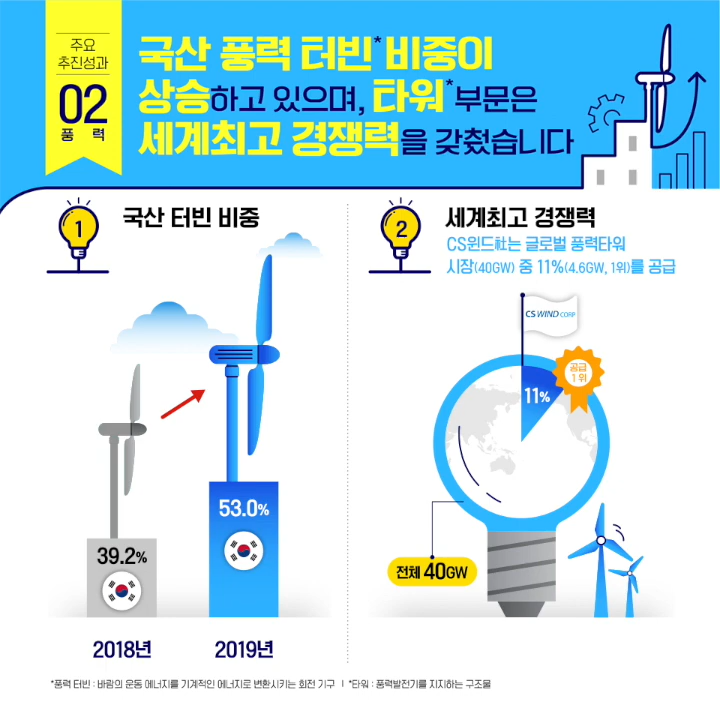 주요
추진성과
02
풍 력
국산 풍력 터빈* 비중이
상승하고 있으며, 타워* 부문은
세계최고 경쟁력을 갖췄습니다
1
국산 터빈 비중
39.2%
53.0%
2018년
2019년
2
세계최고 경쟁력
CS윈드社는 글로벌 풍력타워
시장(40GW) 중 11%(4.6GW, 1위)를 공급
CS WIND CORP
공급
1위
11%
전체 40GW
*풍력 터빈 : 바람의 운동 에너지를 기계적인 에너지로 변환시키는 회전 기구 ㅣ *타워 : 풍력발전기를 지지하는 구조물